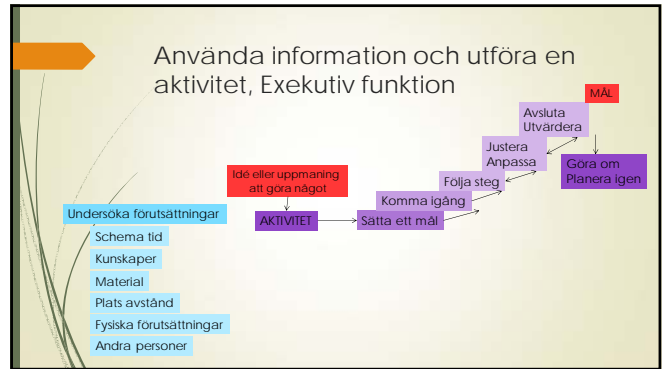 Använda information och utföra en
aktivitet, Exekutiv funktion
MÅL
Avsluta
Utvärdera
Justera
Anpassa
Göra om
Planera igen
Idé eller uppmaning
att göra något
Följa steg
Komma igång
Undersöka förutsättningar
AKTIVITET
Sätta ett mål
Schema tid
Kunskaper
Material
Plats avstånd
Fysiska förutsättningar
Andra personer